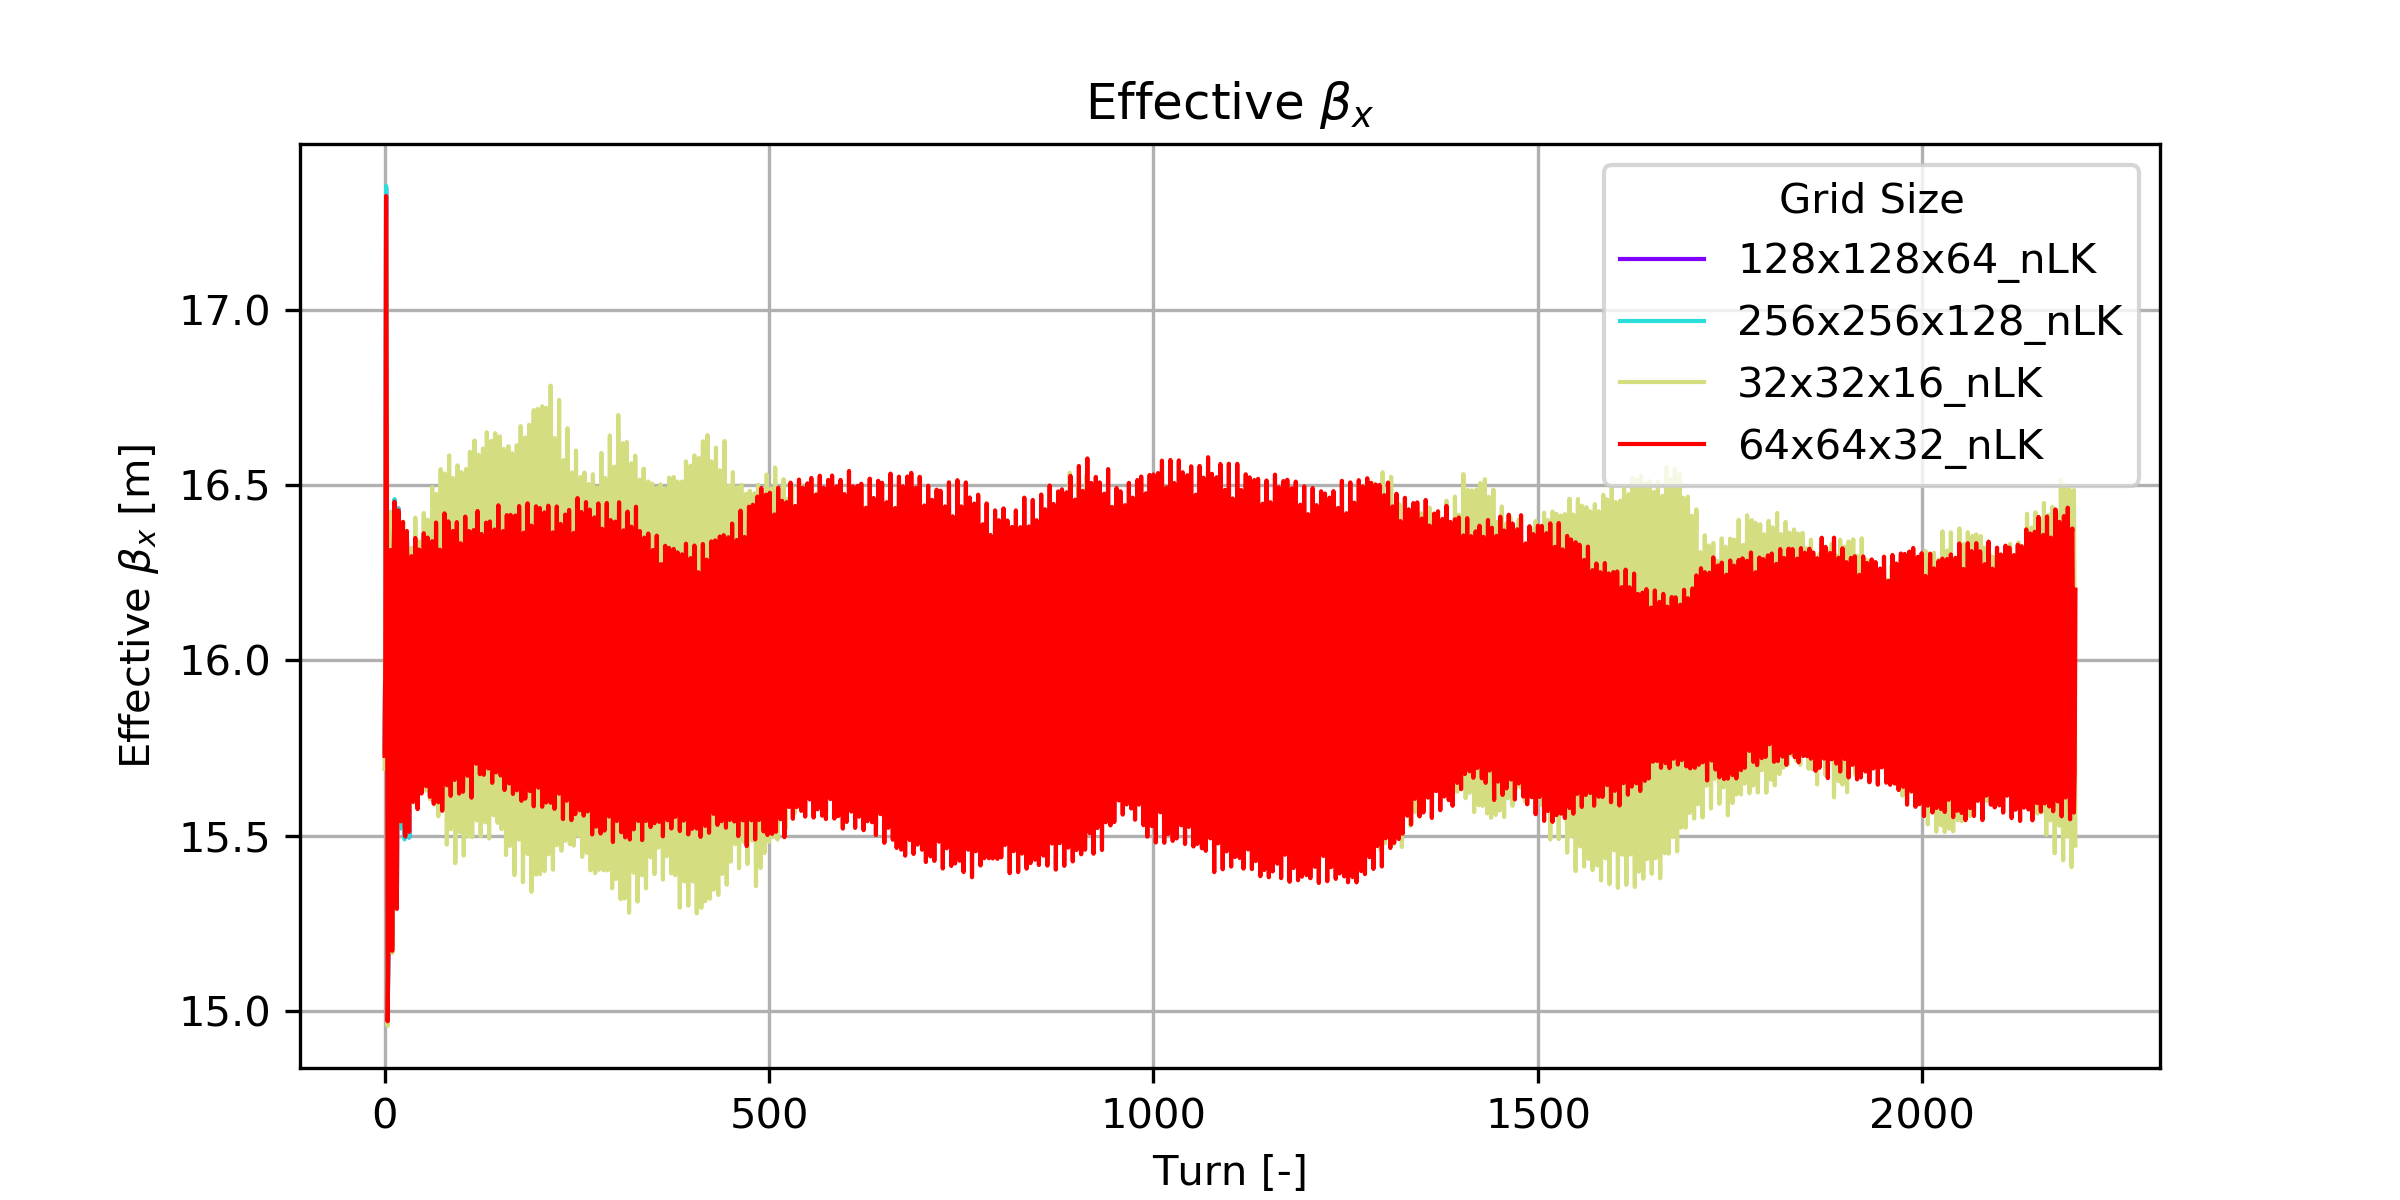 Effective βx
Grid Size
128x128x64_nLK
256x256x128_nLK
32x32x16_nLK
64x64x32_nLK
Effective βx [m]
17.0
16.5
16.0
15.5
15.0
0 500 1000 1500 2000
Turn [-]